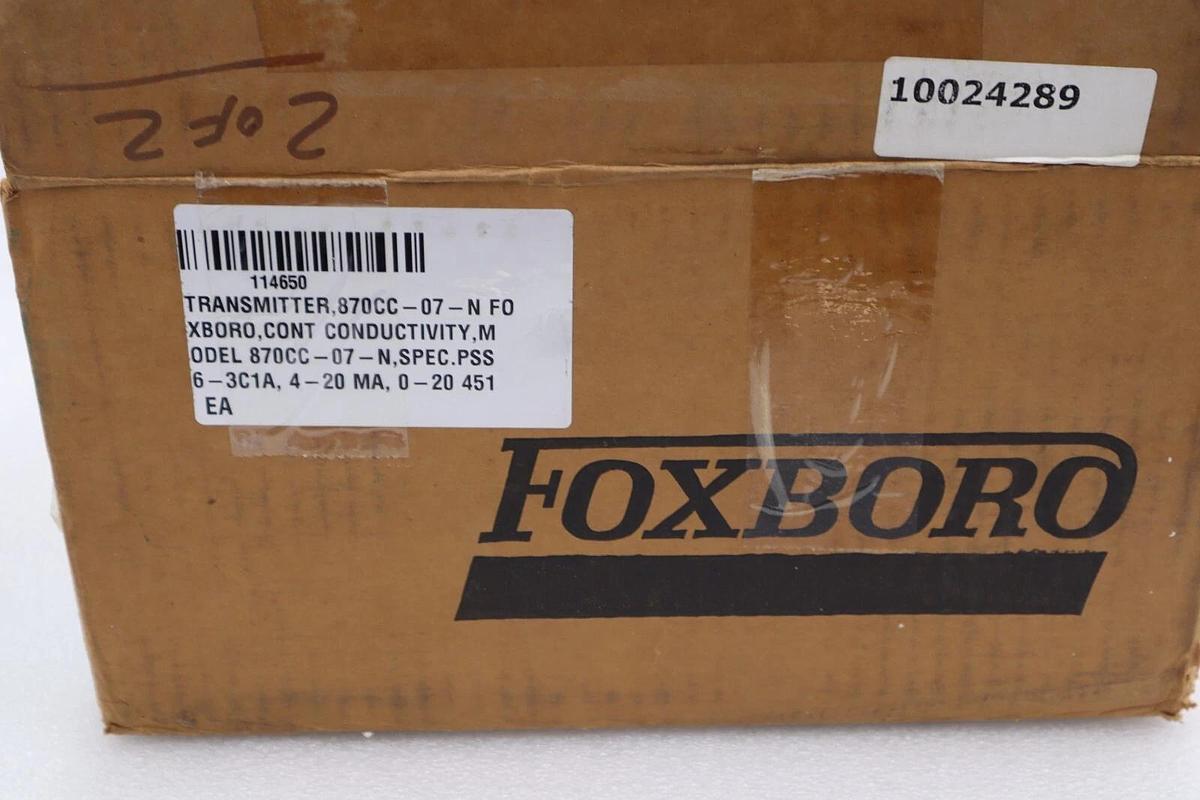 2 OF 2
10024289
114650
TRANSMITTER,870CC-07-N FO
XBORO,CONT CONDUCTIVITY,M
ODEL 870CC-07-N,SPEC.PSS
6-3C1A, 4-20 MA, 0-20 451
EA
FOXBORO